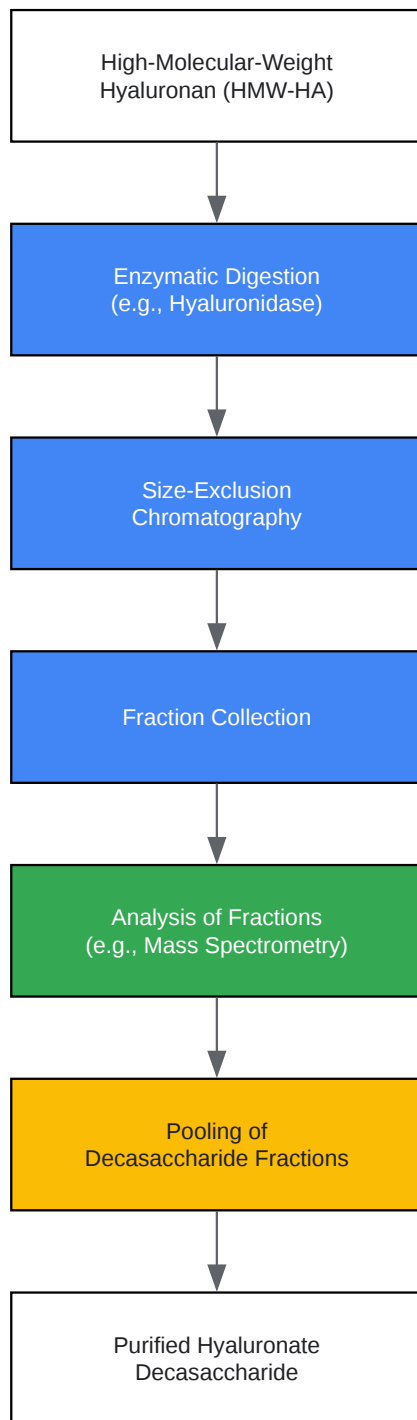 High-Molecular-Weight
Hyaluronan (HMW-HA)
Enzymatic Digestion
(e.g., Hyaluronidase)
Size-Exclusion
Chromatography
Fraction Collection
Analysis of Fractions
(e.g., Mass Spectrometry)
Pooling of
Decasaccharide Fractions
Purified Hyaluronate
Decasaccharide